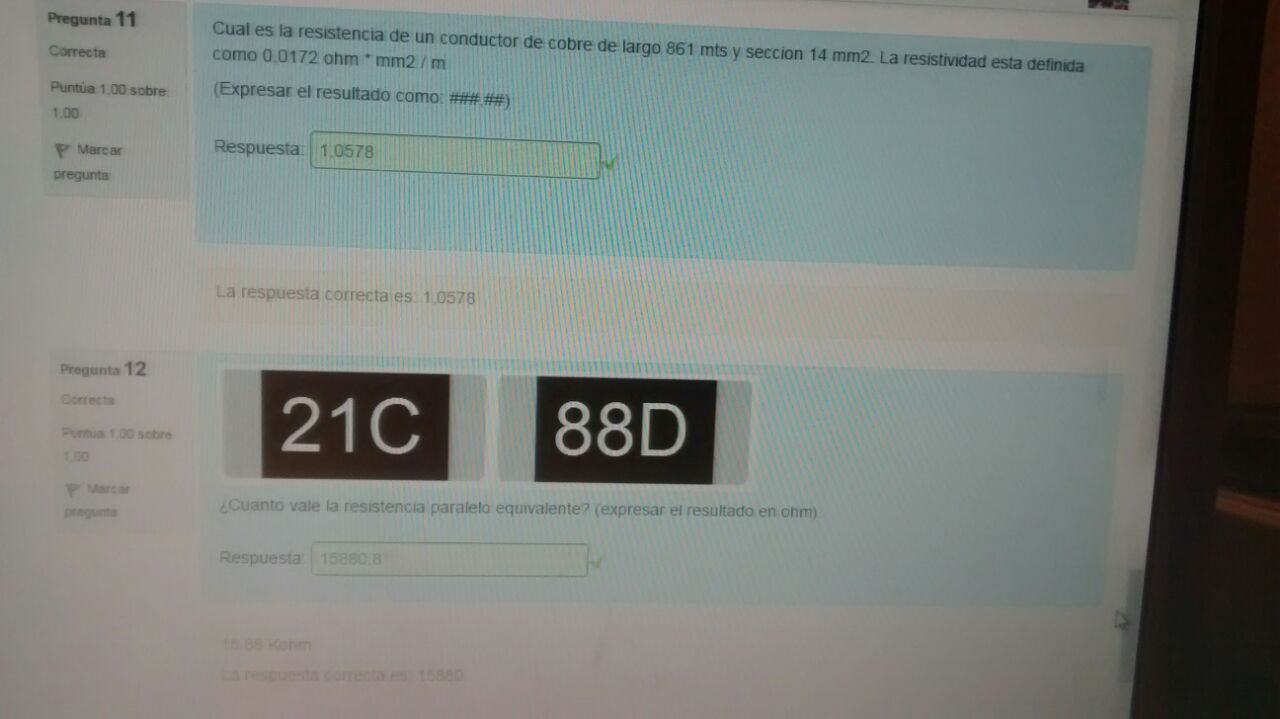 Pregunta 11
Correcta
Puntúa 1,00 sobre
1,00
Marcar
pregunta
Cual es la resistencia de un conductor de cobre de largo 861 mts y seccion 14 mm2. La resistividad esta definida
como 0,0172 ohm * mm2 / m
(Expresar el resultado como: ###,##)
Respuesta: 1,0578
La respuesta correcta es: 1,0578
Pregunta 12
Correcta
Puntúa 1,00 sobre
1,00
Marcar
pregunta
21C 88D
¿Cuanto vale la resistencia paralelo equivalente? (expresar el resultado en ohm)
Respuesta: 15880,8
15.88 Kohm
La respuesta correcta es: 15880